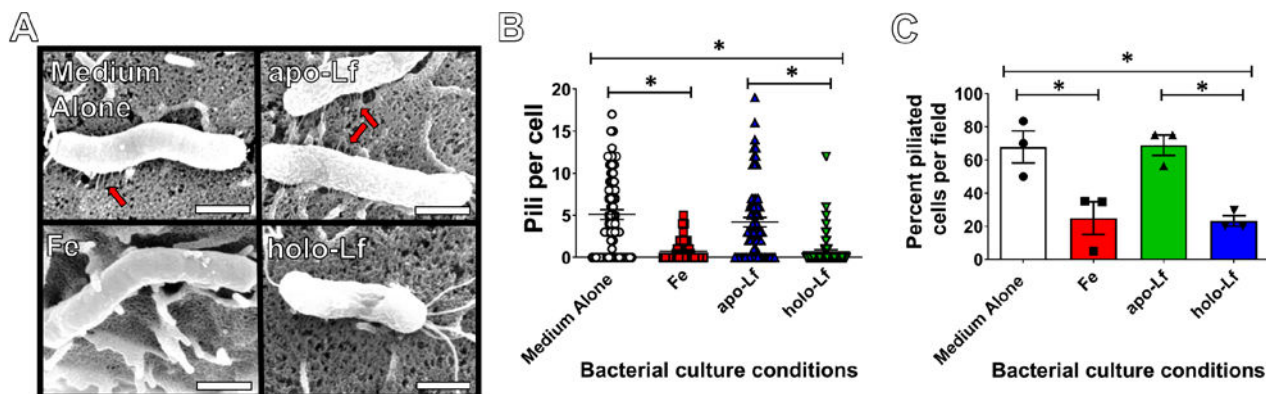 A
Medium
Alone
apo-Lf
Fe
holo-Lf
B
*
*
*
Pili per cell
20
15
10
5
0
Medium Alone
Fe
apo-Lf
holo-Lf
Bacterial culture conditions
C
*
*
*
Percent piliated
cells per field
100
80
60
40
20
0
Medium Alone
Fe
apo-Lf
holo-Lf
Bacterial culture conditions